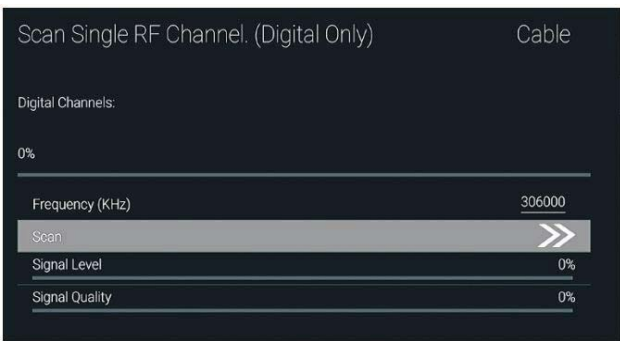 Scan Single RF Channel. (Digital Only) Cable
Digital Channels:
0%
Frequency (KHz) 306000
Scan
Signal Level 0%
Signal Quality 0%